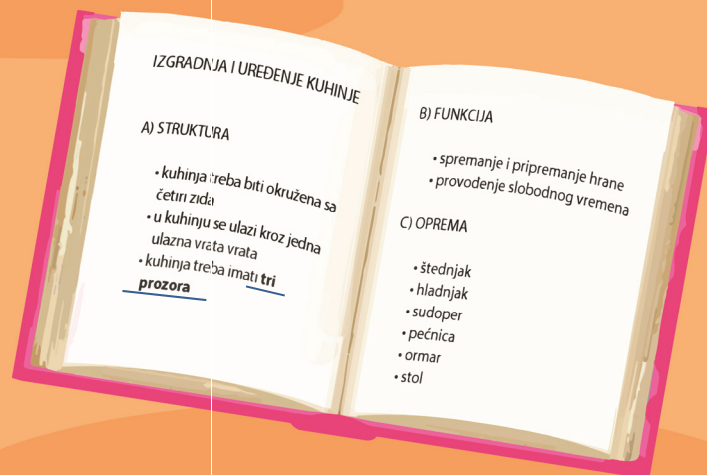 IZGRADNJA I UREĐENJE KUHINJE
A) STRUKTURA
• kuhinja treba biti okružena sa
četiri zida
• u kuhinju se ulazi kroz jedna
ulazna vrata vrata
• kuhinja treba imati tri
prozora
B) FUNKCIJA
• spremanje i pripremanje hrane
• provođenje slobodnog vremena
C) OPREMA
• štednjak
• hladnjak
• sudoper
• pećnica
• ormar
• stol